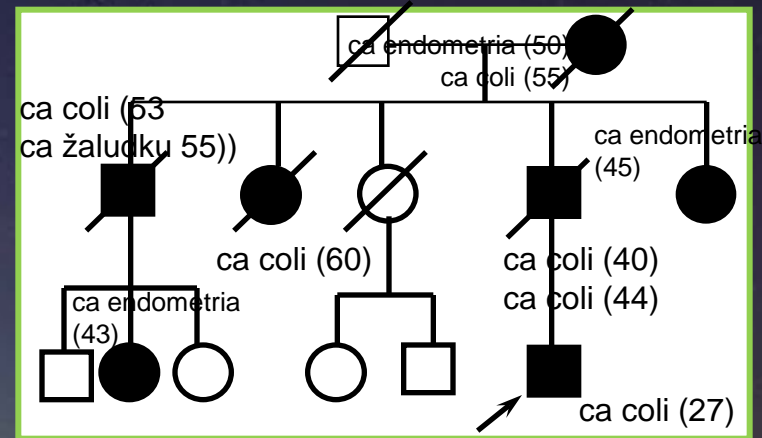 ca endometria (50)
ca coli (55)
ca coli (53
ca žaludku 55))
ca endometria
(45)
ca coli (60)
ca coli (40)
ca coli (44)
ca endometria
(43)
ca coli (27)